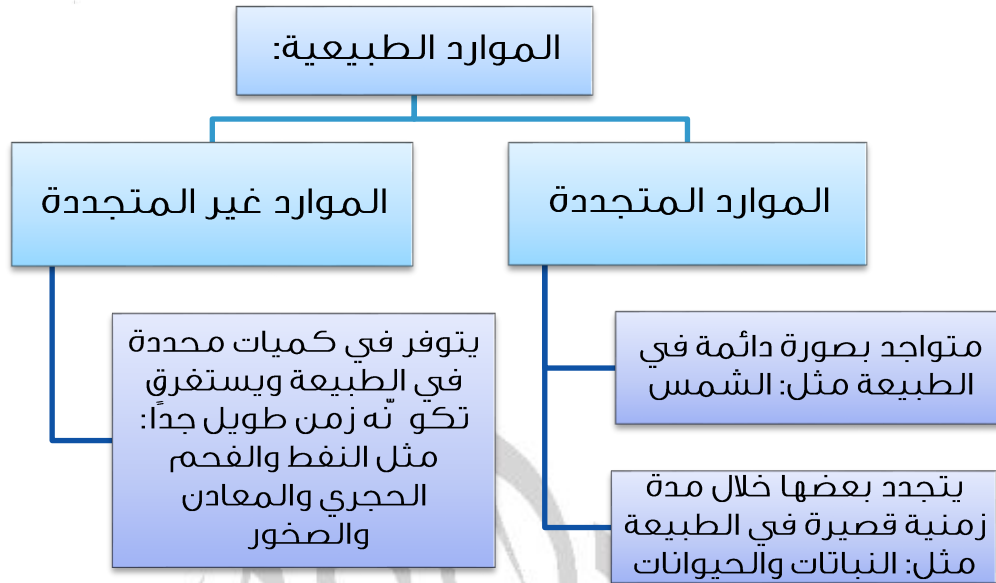 الموارد الطبيعية:
الموارد المتجددة
متواجد بصورة دائمة في
الطبيعة مثل: الشمس
يتجدد بعضها خلال مدة
زمنية قصيرة في الطبيعة
مثل: النباتات والحيوانات
الموارد غير المتجددة
يتوفر في كميات محددة
في الطبيعة ويستغرق
تكو نّه زمن طويل جدًا:
مثل النفط والفحم
الحجري والمعادن
والصخور